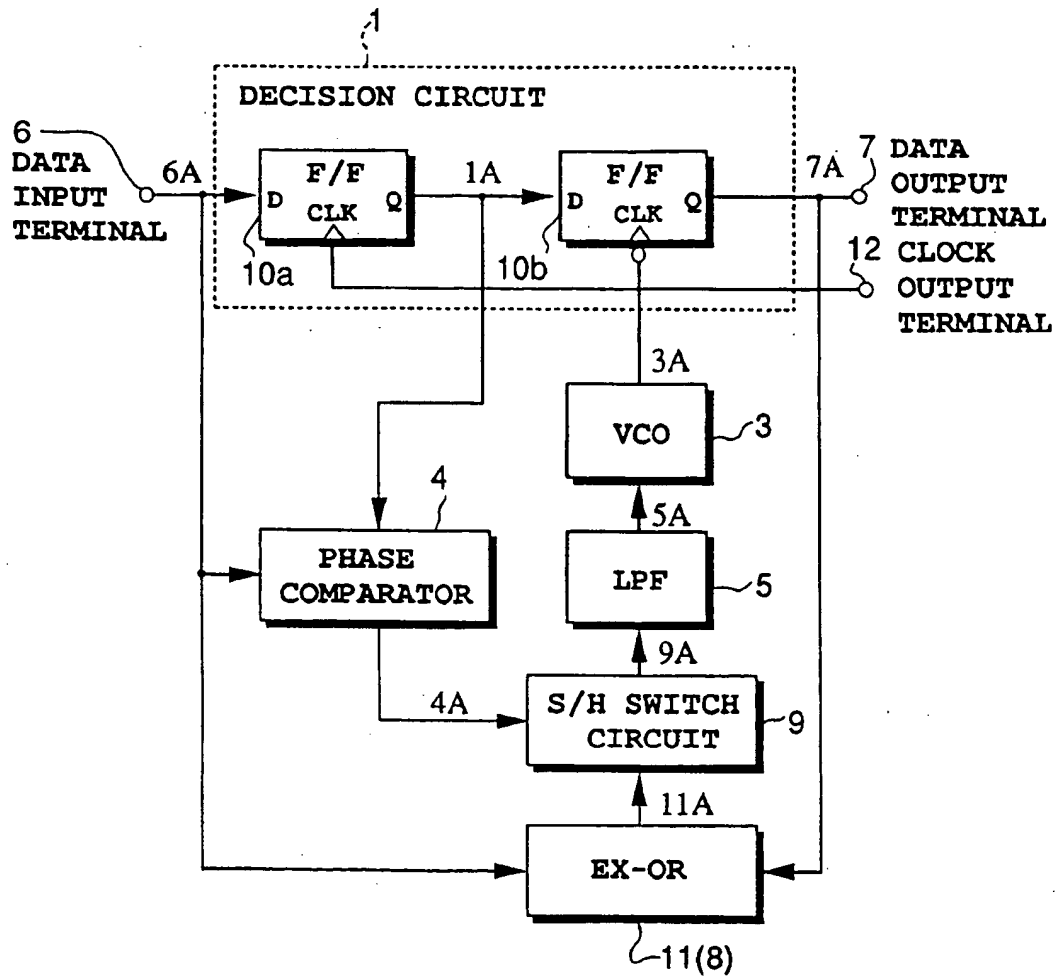 1
DECISION CIRCUIT
6
DATA
INPUT
TERMINAL
6A
F/F
D
Q
CLK
10a
1A
F/F
D
Q
CLK
10b
7A
7
DATA
OUTPUT
TERMINAL
12
CLOCK
OUTPUT
TERMINAL
3A
VCO
3
4
5A
PHASE
COMPARATOR
LPF
5
9A
4A
S/H SWITCH
CIRCUIT
9
11A
EX-OR
11(8)